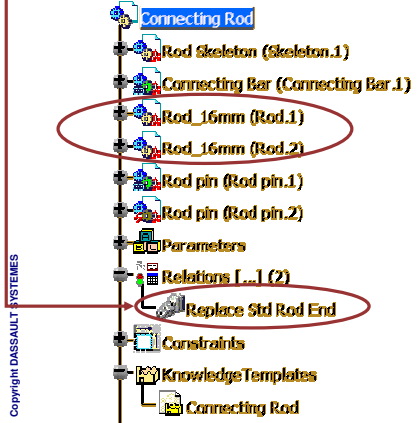 Connecting Rod
Rod Skeleton (Skeleton.1)
Connecting Bar (Connecting Bar.1)
Rod_16mm (Rod.1)
Rod_16mm (Rod.2)
Rod pin (Rod pin.1)
Rod pin (Rod pin.2)
Parameters
Relations [...] (2)
Replace Std Rod End
Constraints
KnowledgeTemplates
Connecting Rod
Copyright DASSAULT SYSTEMES